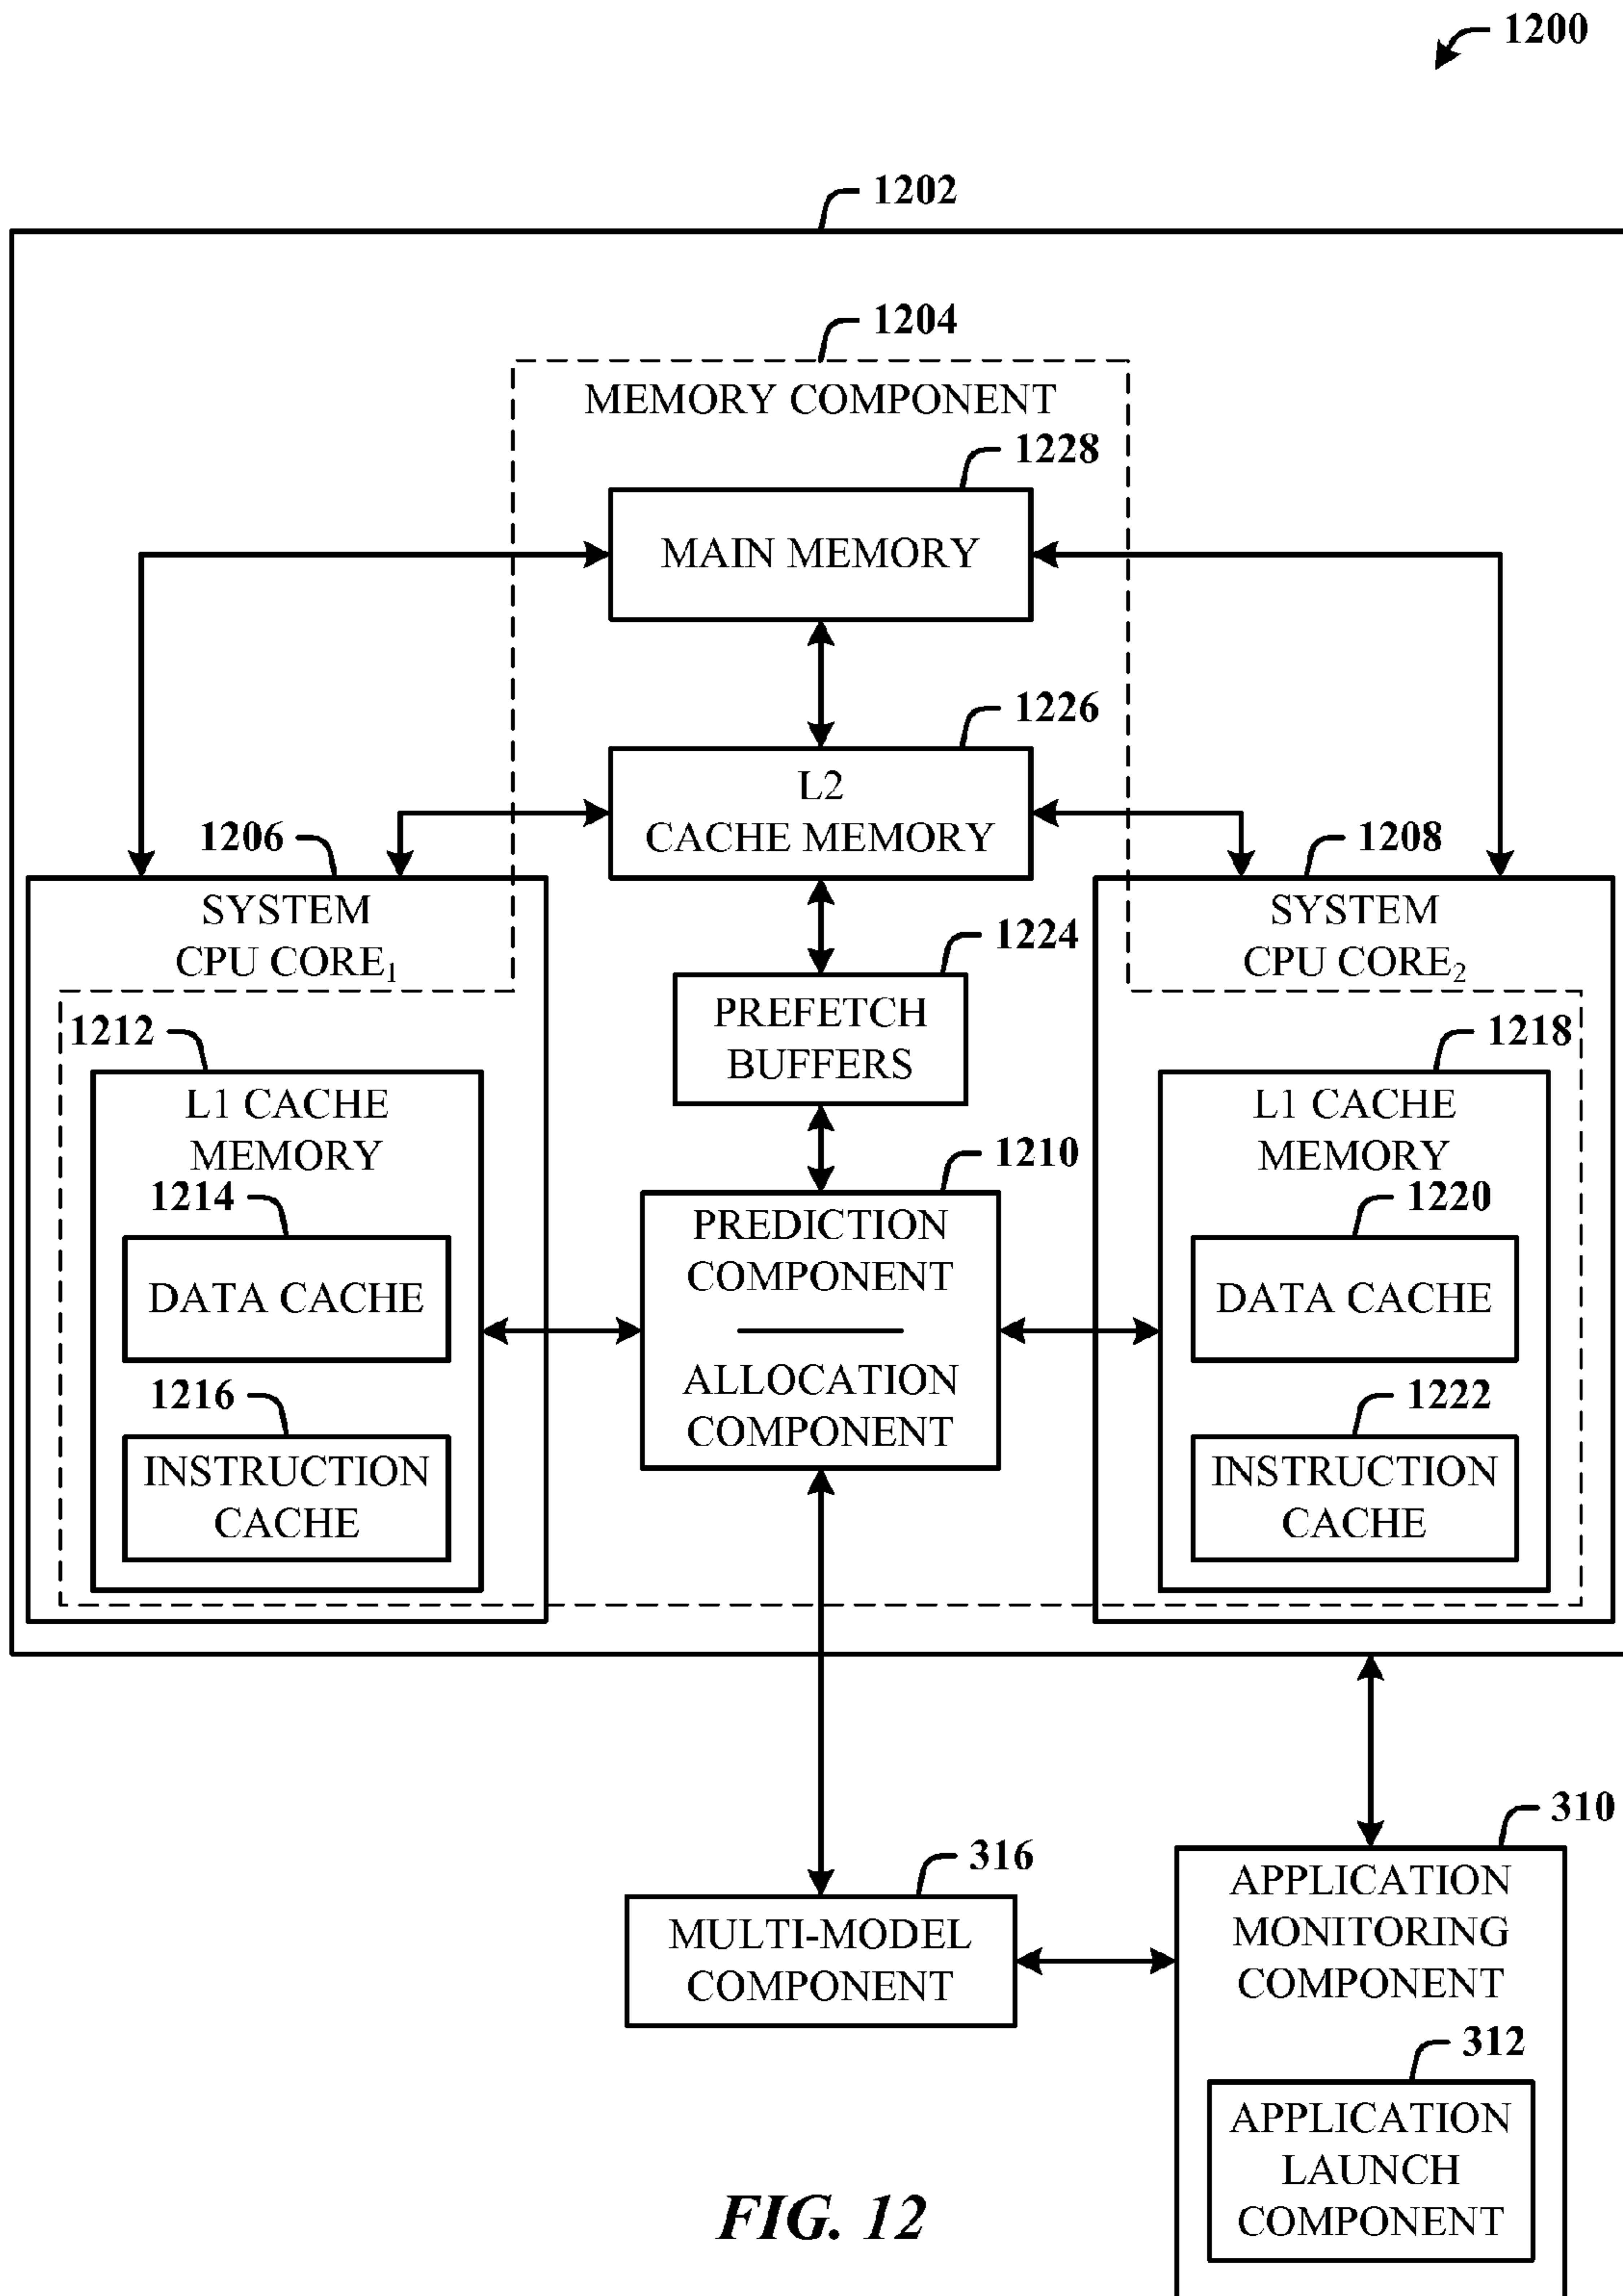 1200
1202
1204
MEMORY COMPONENT
1228
MAIN MEMORY
1226
L2
CACHE MEMORY
1206
SYSTEM
CPU CORE1
1208
SYSTEM
CPU CORE2
1224
PREFETCH
BUFFERS
1212
L1 CACHE
MEMORY
1214
DATA CACHE
1216
INSTRUCTION
CACHE
1210
PREDICTION
COMPONENT
ALLOCATION
COMPONENT
1218
L1 CACHE
MEMORY
1220
DATA CACHE
1222
INSTRUCTION
CACHE
316
MULTI-MODEL
COMPONENT
310
APPLICATION
MONITORING
COMPONENT
312
APPLICATION
LAUNCH
COMPONENT
FIG. 12